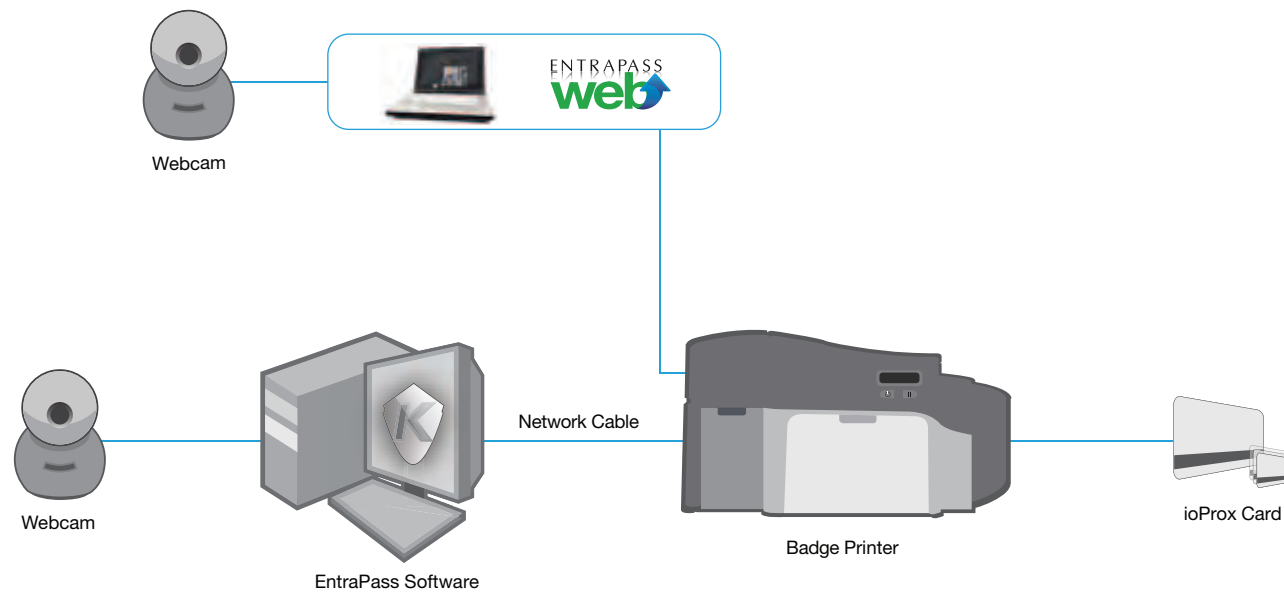 ENTRAPASS
web
Webcam
Network Cable
Webcam
ioProx Card
Badge Printer
EntraPass Software
K